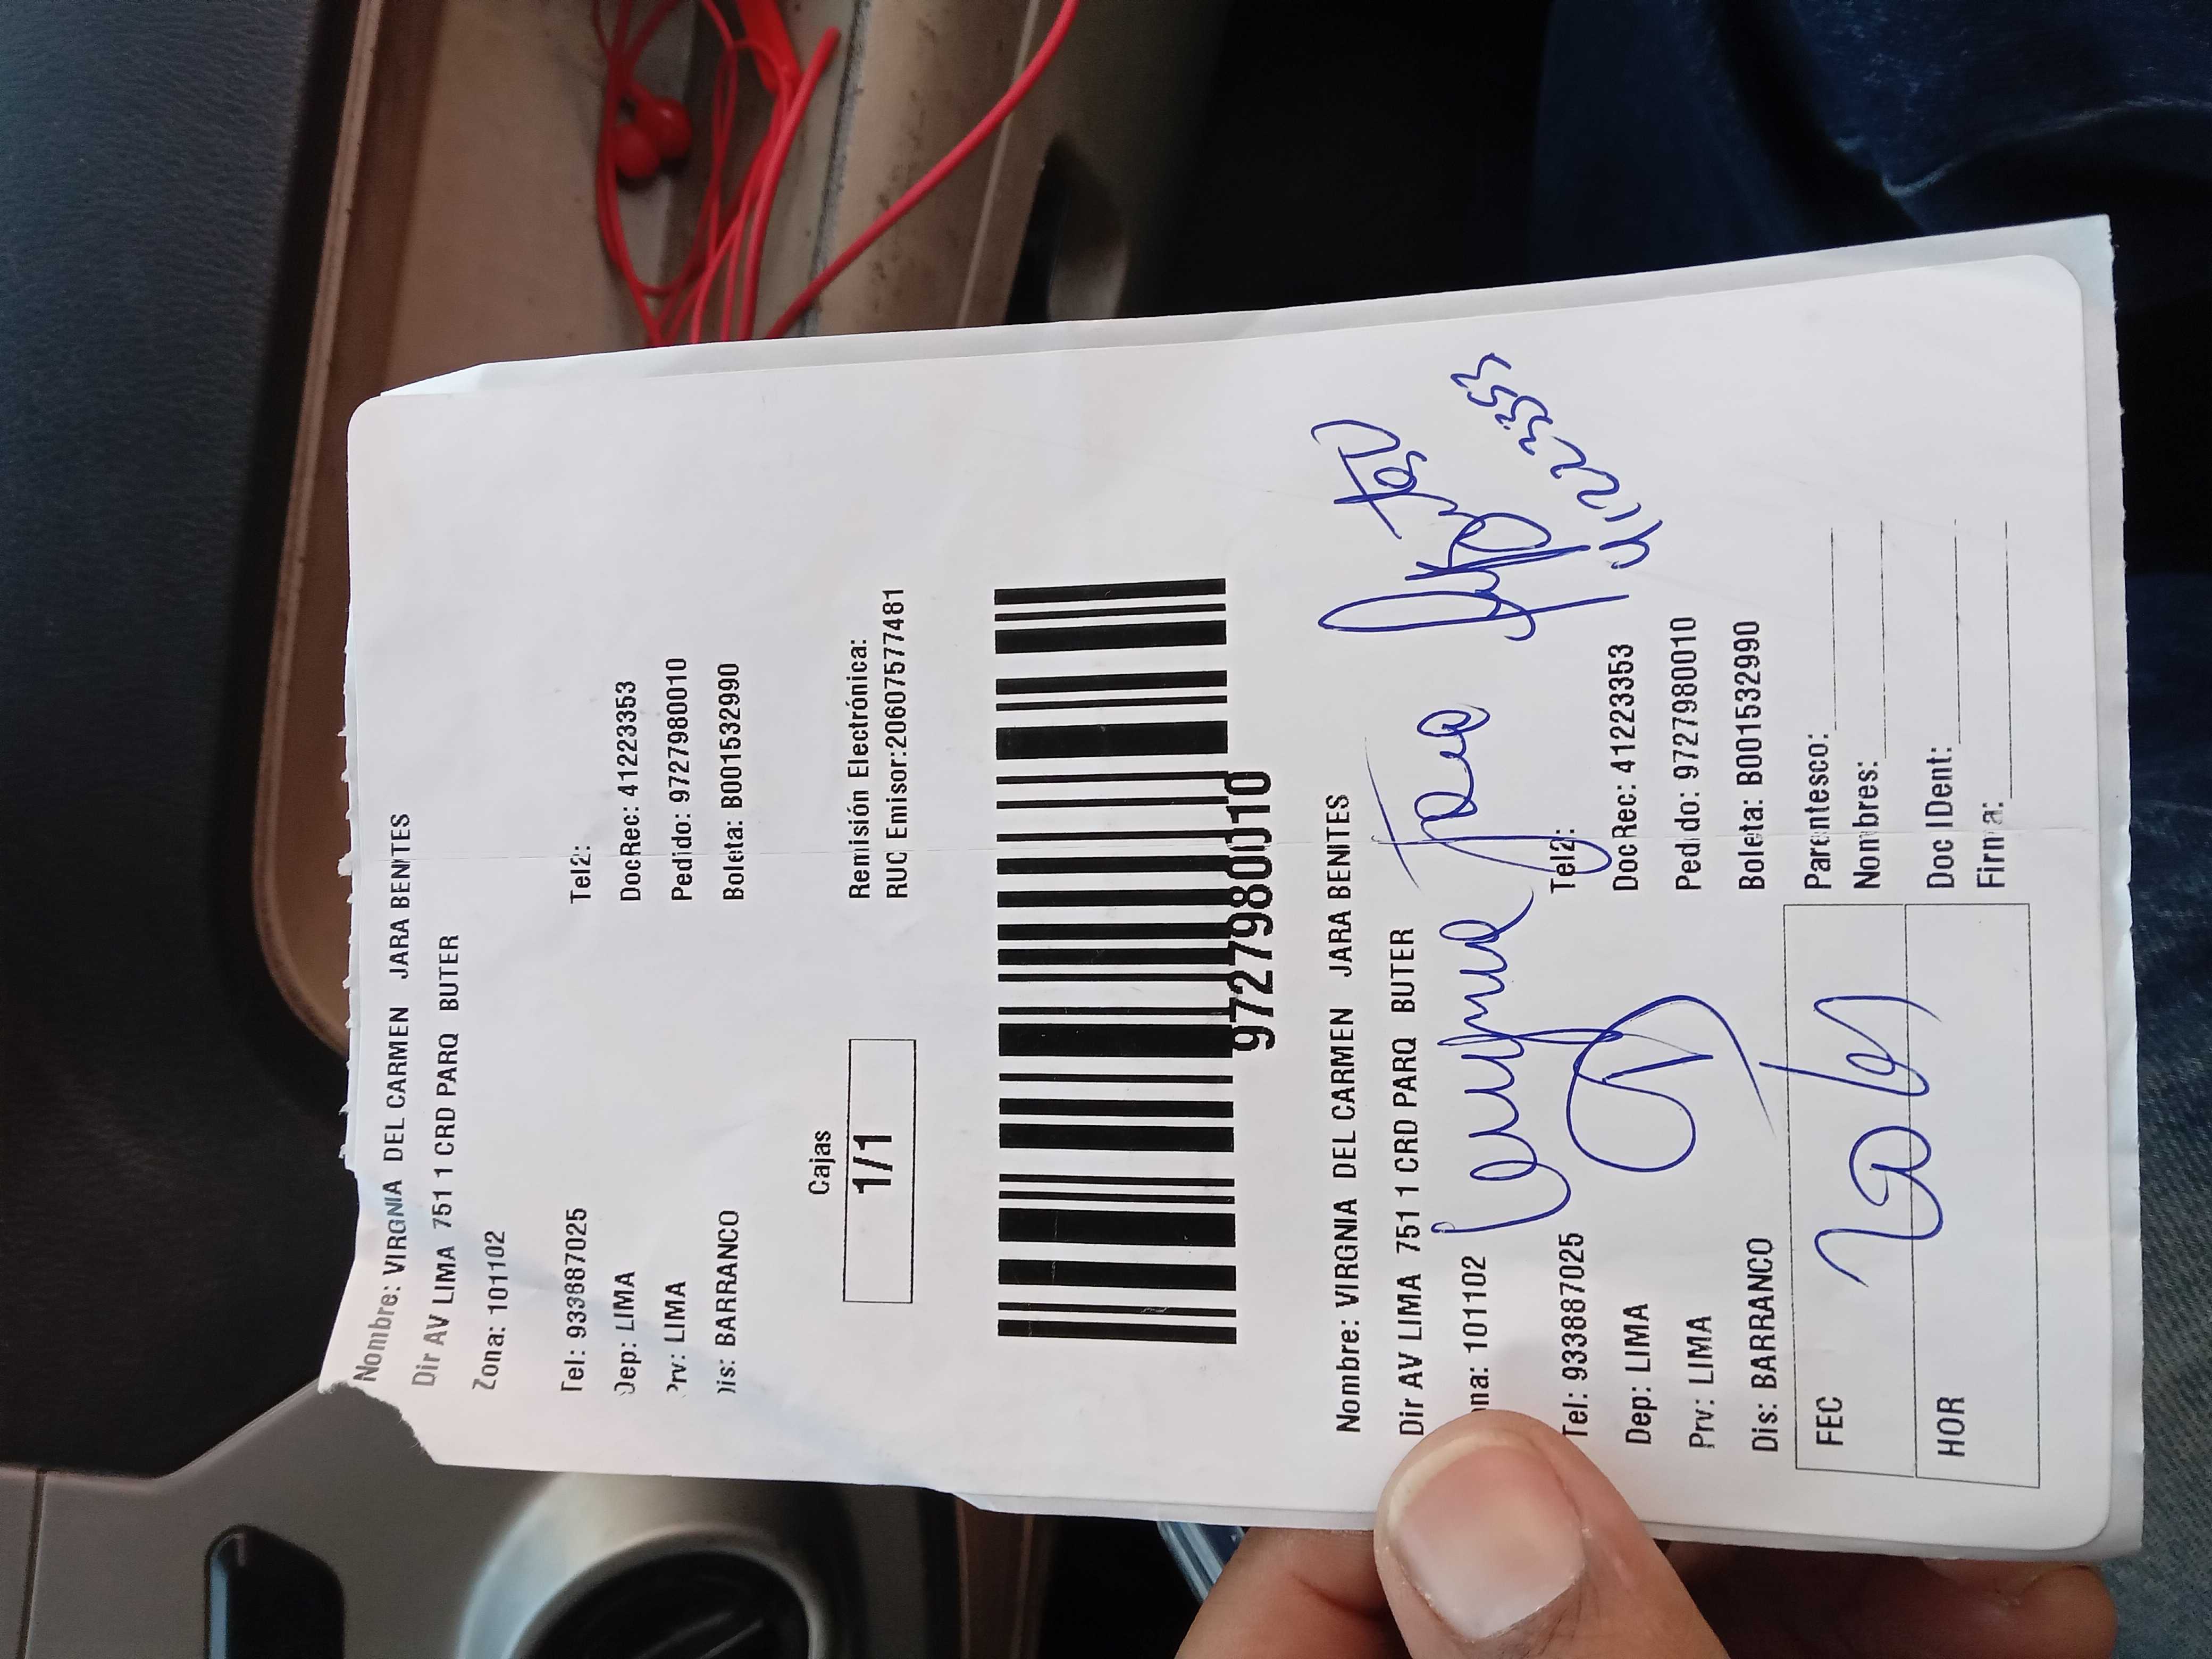 Nombre: VIRGNIA DEL CARMEN JARA BENITES
Dir AV LIMA 751 1 CRD PARQ BUTER
Zona: 101102
Tel: 933887025 Tel2:
Dep: LIMA DocRec: 41223353
Prv: LIMA Pedido: 9727980010
Dis: BARRANCO Boleta: B001532990
Cajas
1/1
Remisión Electrónica:
RUC Emisor:20607577481
9727980010
Nombre: VIRGNIA DEL CARMEN JARA BENITES
Dir AV LIMA 751 1 CRD PARQ BUTER
ona: 101102
Jara
41223353
Tel: 933887025 Tel2:
Dep: LIMA DocRec: 41223353
Prv: LIMA Pedido: 9727980010
Dis: BARRANCO Boleta: B001532990
FEC Parentesco:
Nombres:
HOR Doc IDent:
Firma: